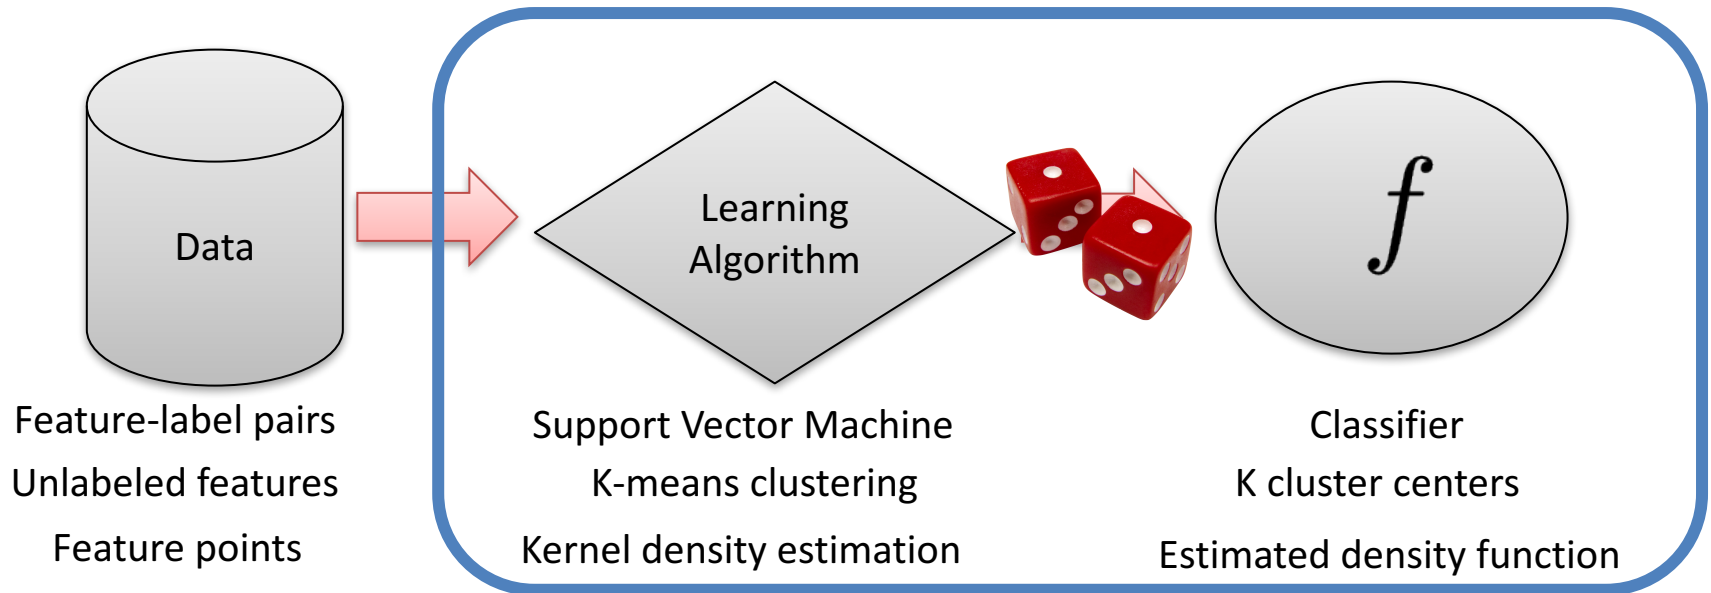 Data
Learning
Algorithm
f
Feature-label pairs
Support Vector Machine
Classifier
Unlabeled features
K-means clustering
K cluster centers
Feature points
Kernel density estimation
Estimated density function